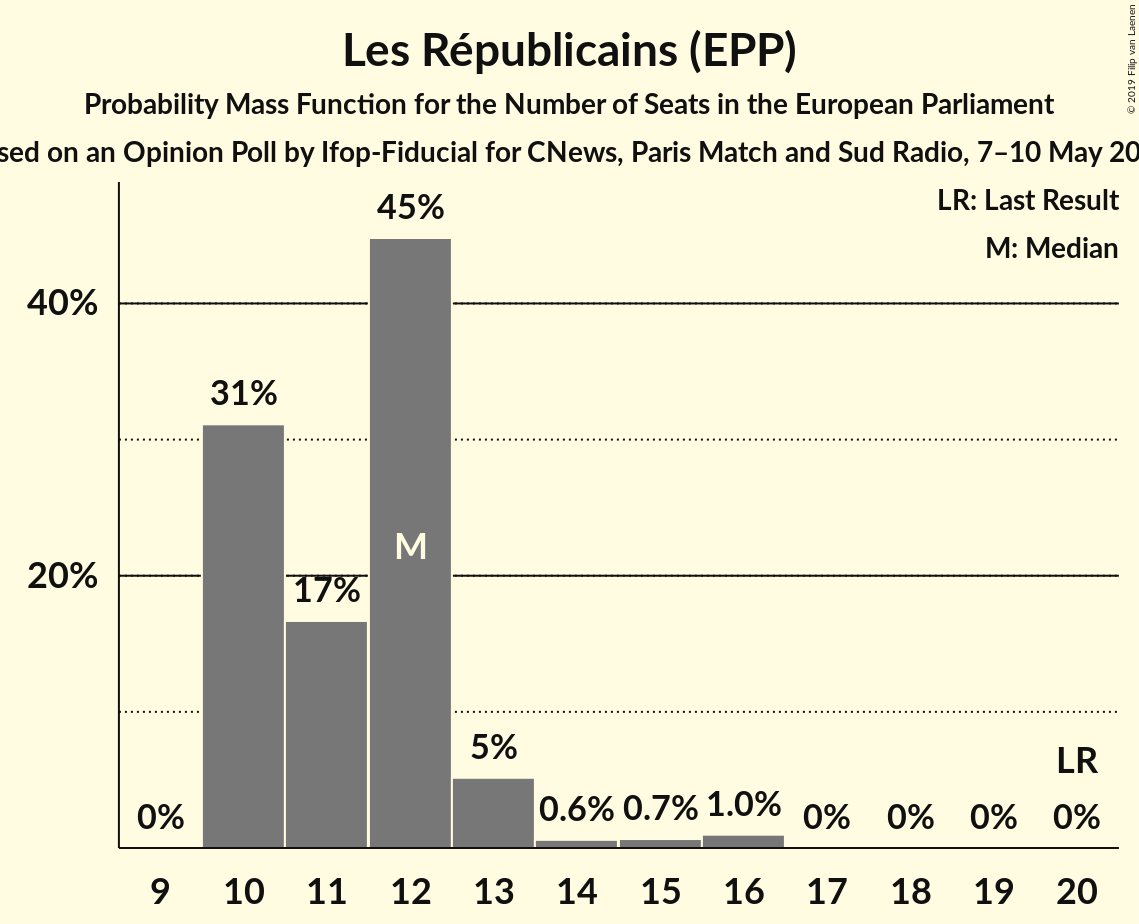 Les Républicains (EPP)
Probability Mass Function for the Number of Seats in the European Parliament
sed on an Opinion Poll by Ifop-Fiducial for CNews, Paris Match and Sud Radio, 7–10 May 20
© 2019 Filip van Laenen
LR: Last Result
M: Median
45%
40%
31%
M
20%
17%
5%
LR
0%
0.6%
0.7%
1.0%
0%
0%
0%
0%
9 10 11 12 13 14 15 16 17 18 19 20